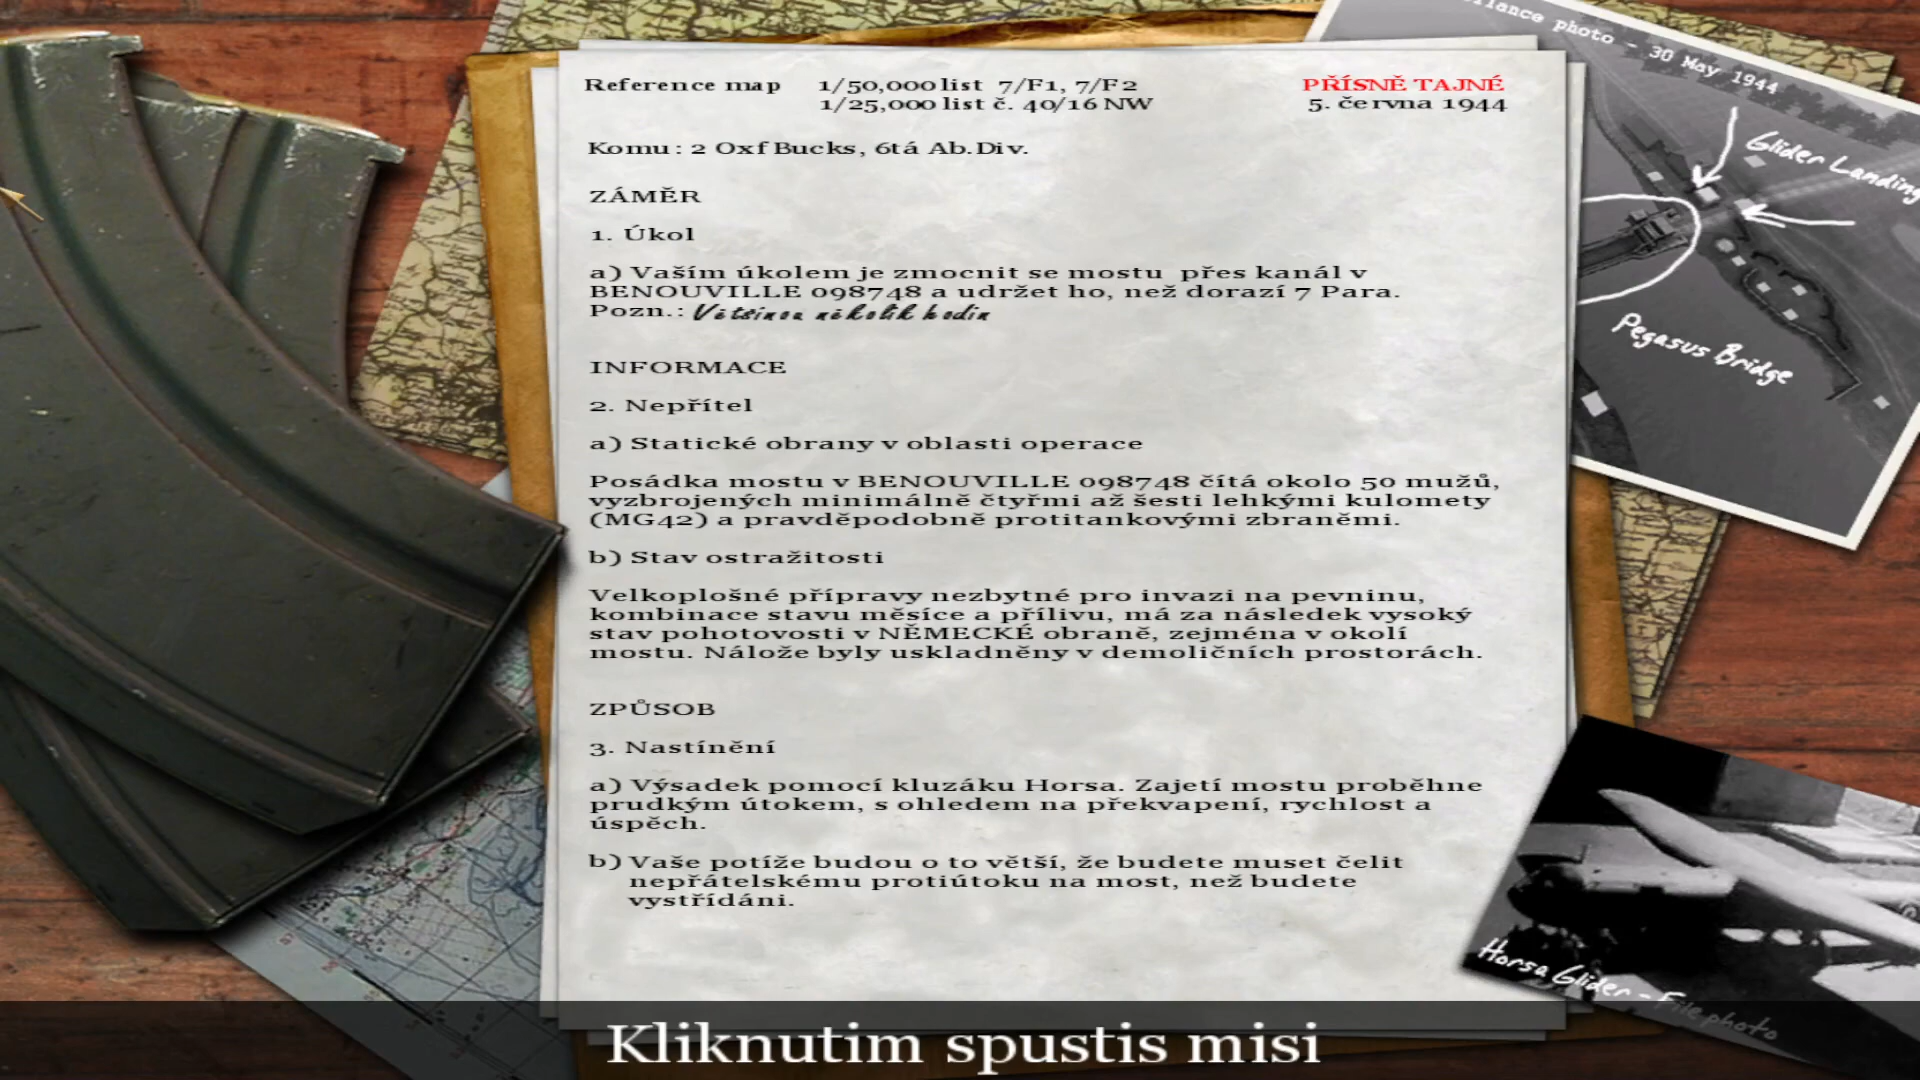 Reference map 1/50,000 list 7/F1, 7/F2
1/25,000 list č. 40/16 NW
PŘÍSNĚ TAJNÉ
5. června 1944
Komu: 2 Oxf Bucks, 6tá Ab.Div.
ZÁMĚR
1. Úkol
a) Vaším úkolem je zmocnit se mostu přes kanál v
BENOUVILLE 098748 a udržet ho, než dorazí 7 Para.
Pozn.: Většinou několik hodin
INFORMACE
2. Nepřítel
a) Statické obrany v oblasti operace
Posádka mostu v BENOUVILLE 098748 čítá okolo 50 mužů,
vyzbrojených minimálně čtyřmi až šesti lehkými kulomety
(MG42) a pravděpodobně protitankovými zbraněmi.
b) Stav ostražitosti
Velkoplošné přípravy nezbytné pro invazi na pevninu,
kombinace stavu měsíce a přílivu, má za následek vysoký
stav pohotovosti v NĚMECKÉ obraně, zejména v okolí
mostu. Nálože byly uskladněny v demoličních prostorách.
ZPŮSOB
3. Nastínění
a) Výsadek pomocí kluzáku Horsa. Zajetí mostu proběhne
prudkým útokem, s ohledem na překvapení, rychlost a
úspěch.
b) Vaše potíže budou o to větší, že budete muset čelit
nepřátelskému protiútoku na most, než budete
vystřídáni.
photo - 30 May 1944
Glider Landing
Pegasus Bridge
Horsa Glider - File photo
Kliknutim spustis misi